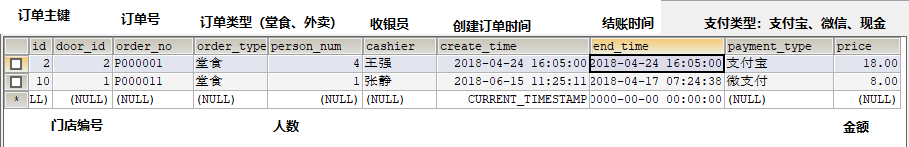 订单主键 订单号 订单类型（堂食、外卖） 收银员 创建订单时间 结账时间 支付类型：支付宝、微信、现金
id door_id order_no order_type person_num cashier create_time end_time payment_type price
2 2 P000001 堂食 4 王强 2018-04-24 16:05:00 2018-04-24 16:05:00 支付宝 18.00
10 1 P000011 堂食 1 张静 2018-06-15 11:25:11 2018-04-17 07:24:38 微支付 8.00
* LL) (NULL) (NULL) (NULL) (NULL) (NULL) CURRENT_TIMESTAMP 0000-00-00 00:00:00 (NULL) (NULL)
门店编号 人数 金额